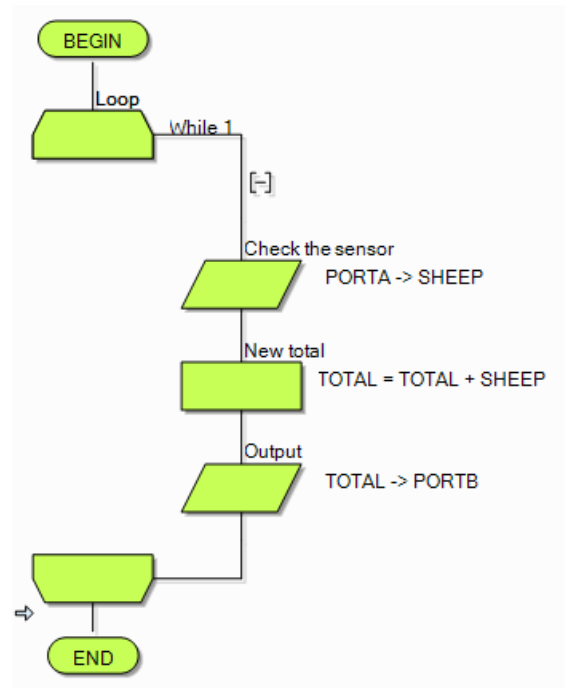 BEGIN
Loop
While 1
[-]
Check the sensor
PORTA -> SHEEP
New total
TOTAL = TOTAL + SHEEP
Output
TOTAL -> PORTB
END